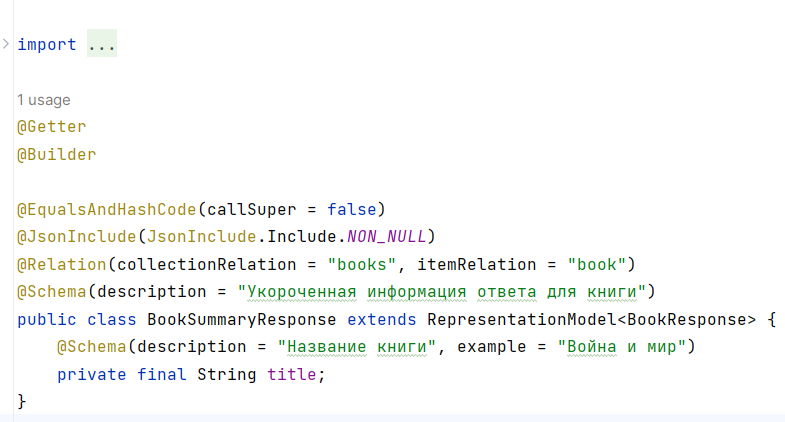 import ...
1 usage
@Getter
@Builder
@EqualsAndHashCode(callSuper = false)
@JsonInclude(JsonInclude.Include.NON_NULL)
@Relation(collectionRelation = "books", itemRelation = "book")
@Schema(description = "Укороченная информация ответа для книги")
public class BookSummaryResponse extends RepresentationModel<BookResponse> {
    @Schema(description = "Название книги", example = "Война и мир")
    private final String title;
}